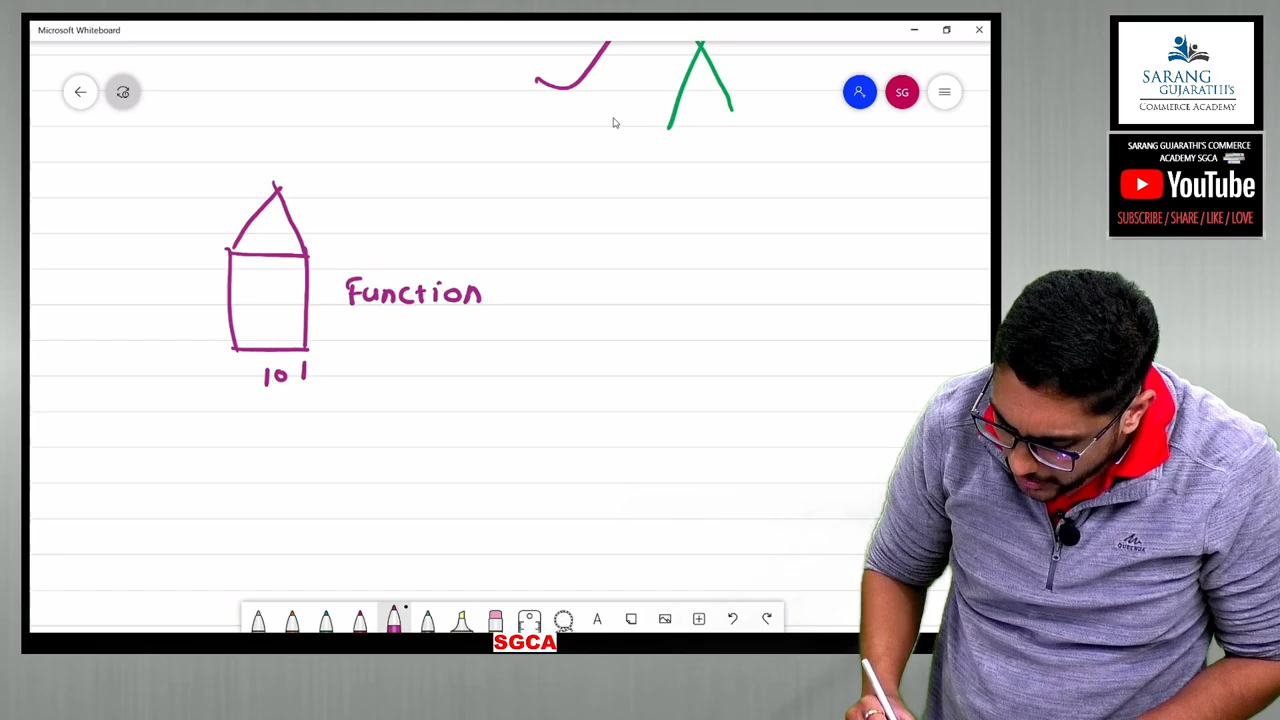 Microsoft Whiteboard
SG
SARANG
GUJARATHI'S
COMMERCE ACADEMY
SARANG GUJARATHI'S COMMERCE
ACADEMY SGCA
YouTube
SUBSCRIBE / SHARE / LIKE / LOVE
Function
101
A
SGCA